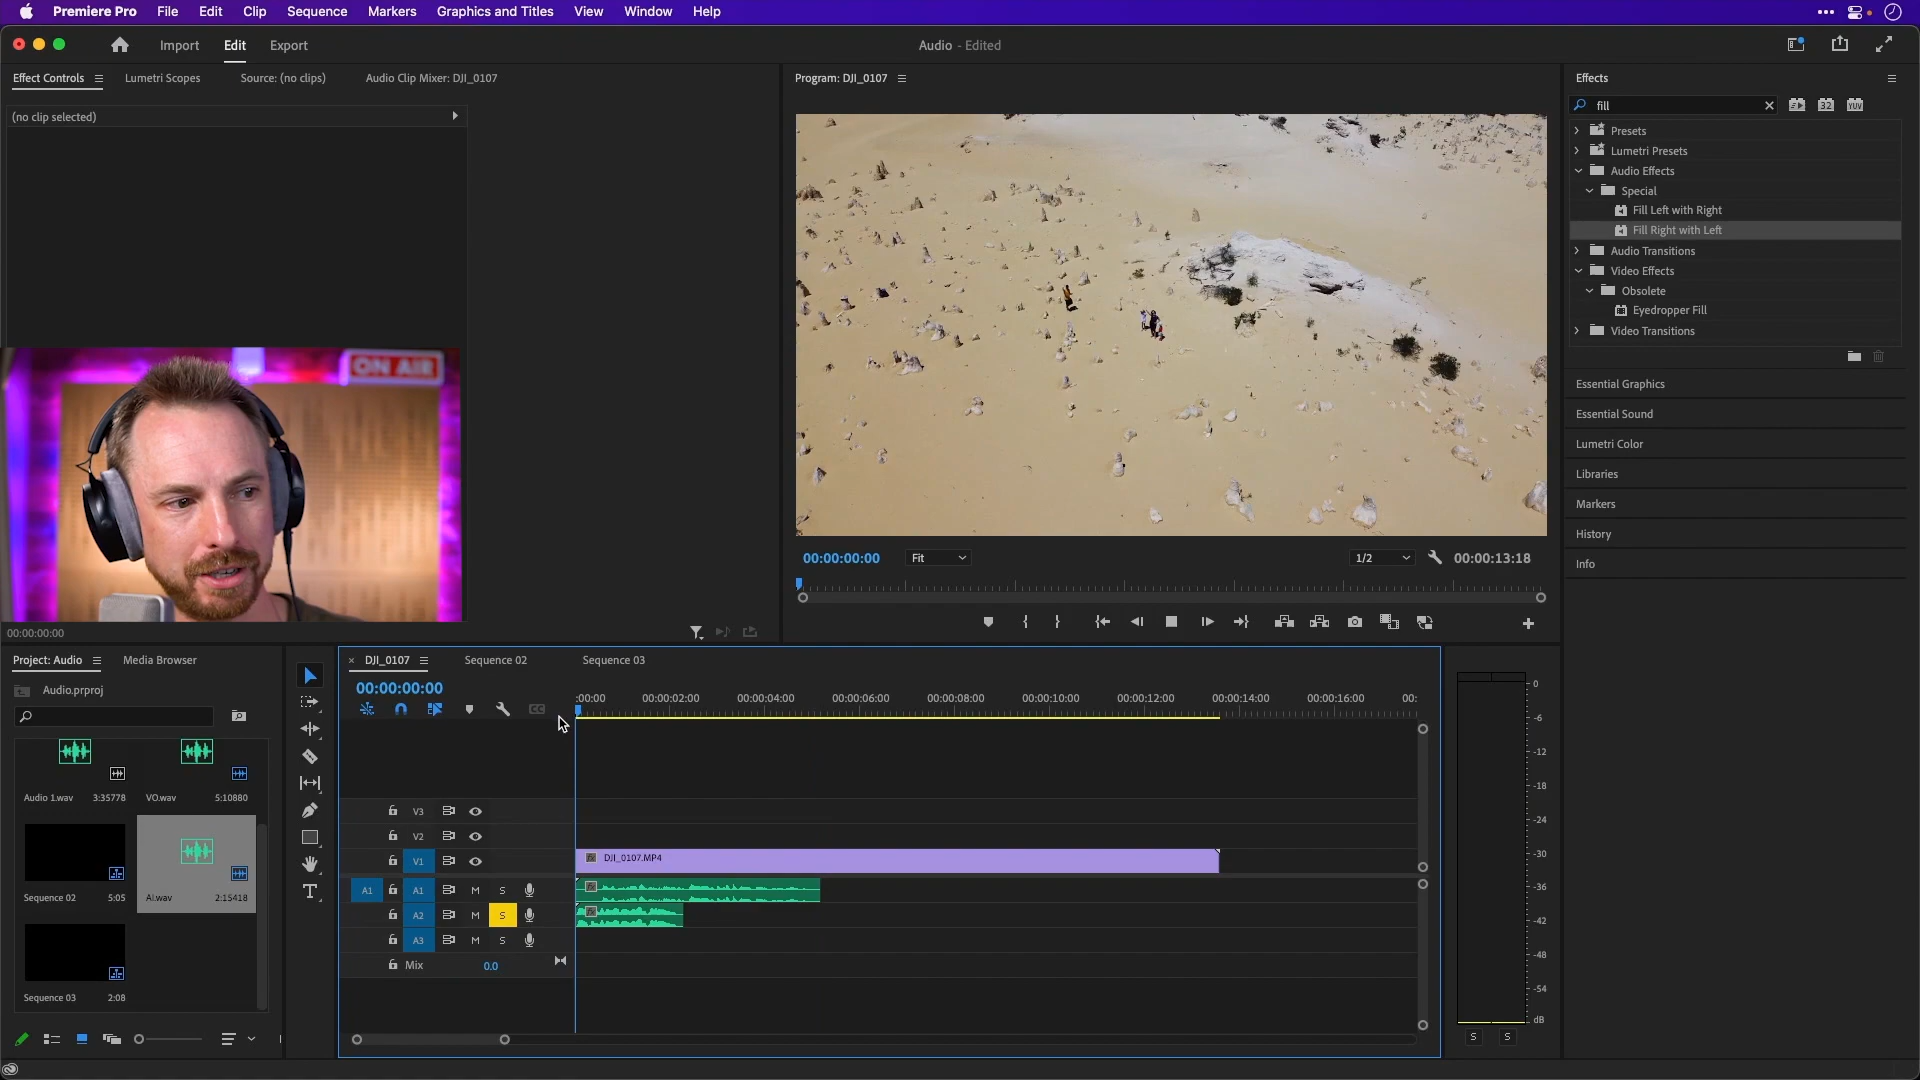 Premiere Pro File Edit Clip Sequence Markers Graphics and Titles View Window Help
Import Edit Export Audio - Edited
Effect Controls Lumetri Scopes Source: (no clips) Audio Clip Mixer: DJI_0107 Program: DJI_0107 Effects
(no clip selected)
fill
32 YUV
Presets
Lumetri Presets
Audio Effects
Special
Fill Left with Right
Fill Right with Left
Audio Transitions
Video Effects
Obsolete
Eyedropper Fill
Video Transitions
Essential Graphics
Essential Sound
Lumetri Color
Libraries
Markers
History
Info
ON AIR
00:00:00:00
00:00:00:00 Fit 1/2 00:00:13:18
Project: Audio Media Browser
Audio.prproj
Audio 1.wav 3:35778 VO.wav 5:10880
Sequence 02 5:05 AI.wav 2:15418
Sequence 03 2:08
DJI_0107 Sequence 02 Sequence 03
00:00:00:00
:00:00 00:00:02:00 00:00:04:00 00:00:06:00 00:00:08:00 00:00:10:00 00:00:12:00 00:00:14:00 00:00:16:00 00:
CC
V3
V2
V1 fx DJI_0107.MP4
A1 A1 M S fx
A2 M S fx
A3 M S
Mix 0.0
0
-6
-12
-18
-24
-30
-36
-42
-48
-54
dB
S S